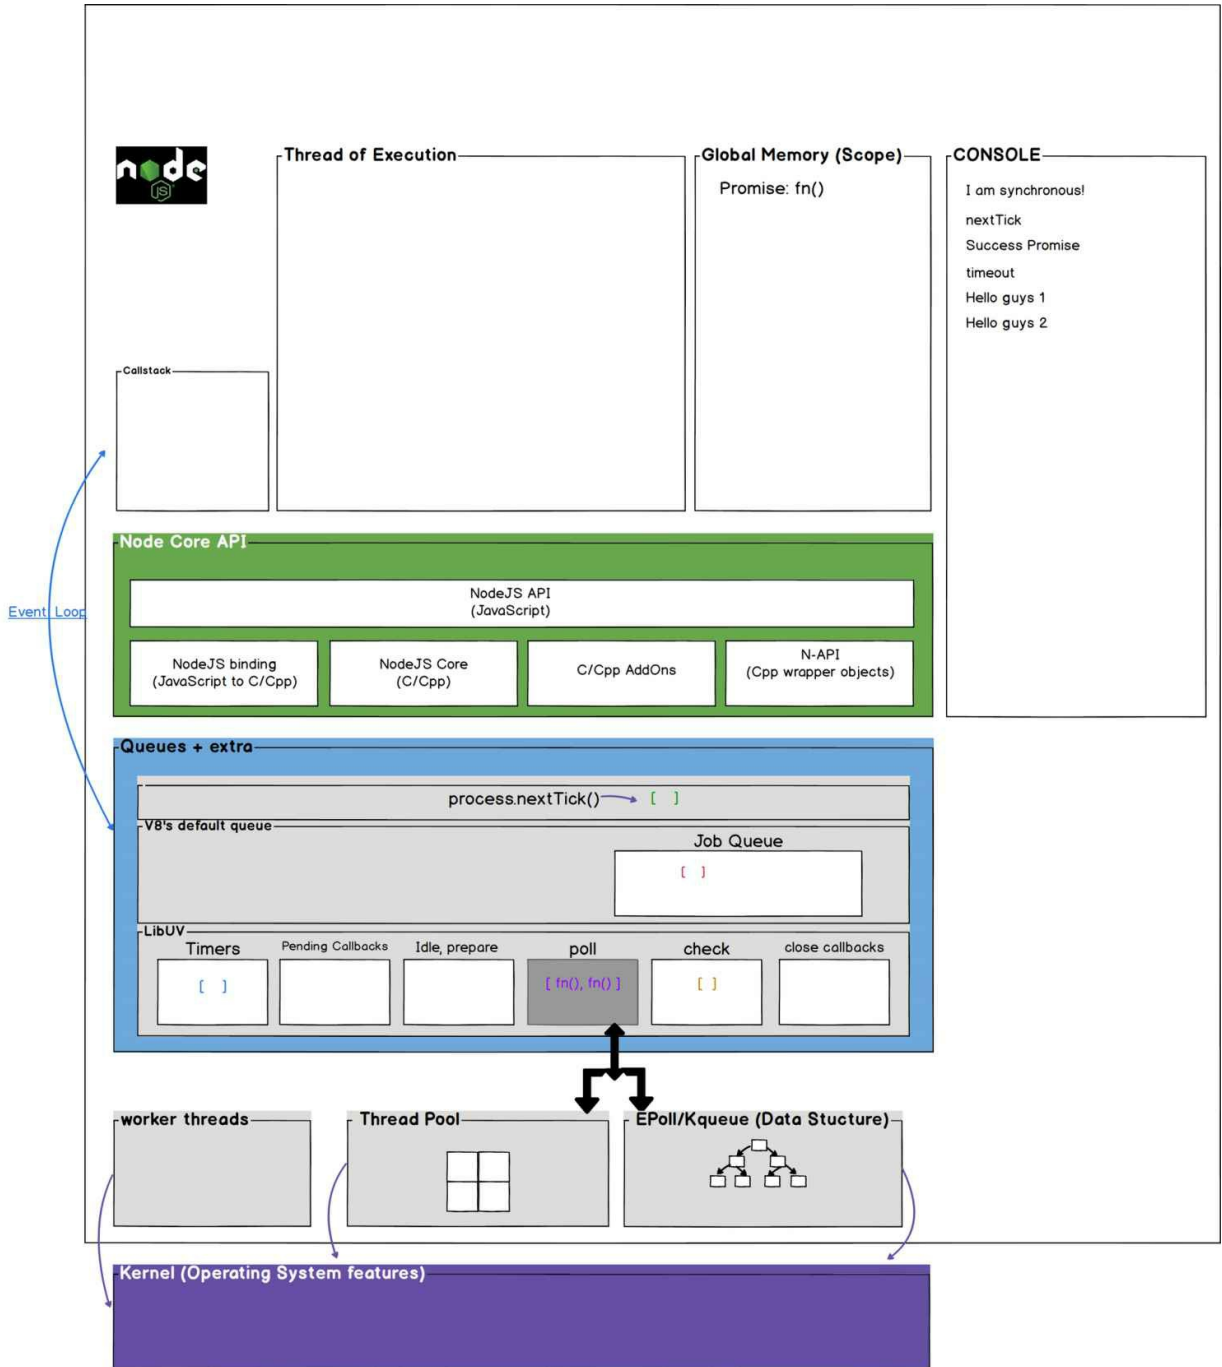 node
JS
Thread of Execution
Global Memory (Scope)
CONSOLE
Promise: fn()
I am synchronous!
nextTick
Success Promise
timeout
Hello guys 1
Hello guys 2
Callstack
Event Loop
Node Core API
NodeJS API
(JavaScript)
NodeJS binding
(JavaScript to C/Cpp)
NodeJS Core
(C/Cpp)
C/Cpp AddOns
N-API
(Cpp wrapper objects)
Queues + extra
process.nextTick()
[ ]
V8's default queue
Job Queue
[ ]
LibUV
Timers
Pending Callbacks
Idle, prepare
poll
check
close callbacks
[ ]
[ fn(), fn() ]
[ ]
worker threads
Thread Pool
EPoll/Kqueue (Data Stucture)
Kernel (Operating System features)